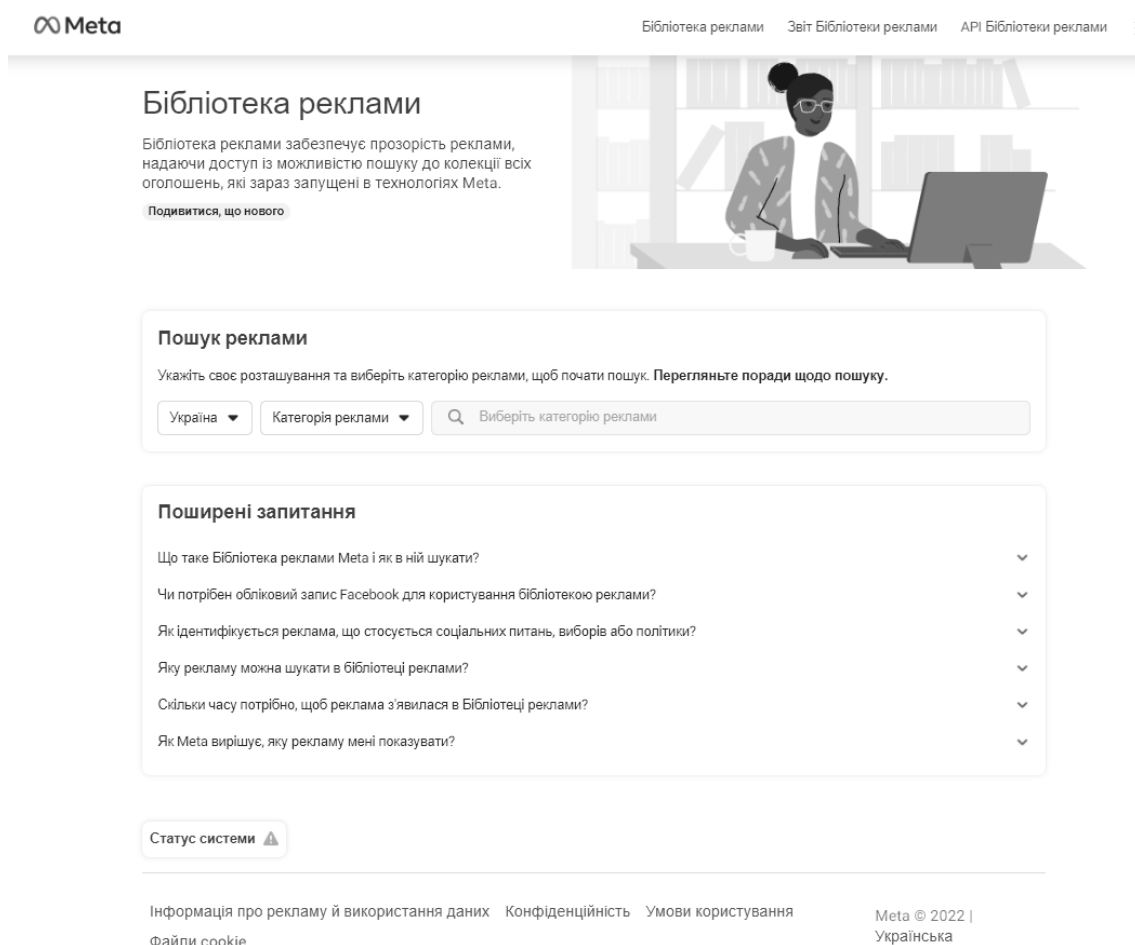 Meta
Бібліотека реклами Звіт Бібліотеки реклами API Бібліотеки реклами
Бібліотека реклами
Бібліотека реклами забезпечує прозорість реклами,
надаючи доступ із можливістю пошуку до колекції всіх
оголошень, які зараз запущені в технологіях Meta.
Подивитися, що нового
Пошук реклами
Укажіть своє розташування та виберіть категорію реклами, щоб почати пошук. Перегляньте поради щодо пошуку.
Україна Категорія реклами Виберіть категорію реклами
Поширені запитання
Що таке Бібліотека реклами Meta і як в ній шукати?
Чи потрібен обліковий запис Facebook для користування бібліотекою реклами?
Як ідентифікується реклама, що стосується соціальних питань, виборів або політики?
Яку рекламу можна шукати в бібліотеці реклами?
Скільки часу потрібно, щоб реклама з'явилася в Бібліотеці реклами?
Як Meta вирішує, яку рекламу мені показувати?
Статус системи
Інформація про рекламу й використання даних Конфіденційність Умови користування
Файли cookie
Meta © 2022 |
Українська